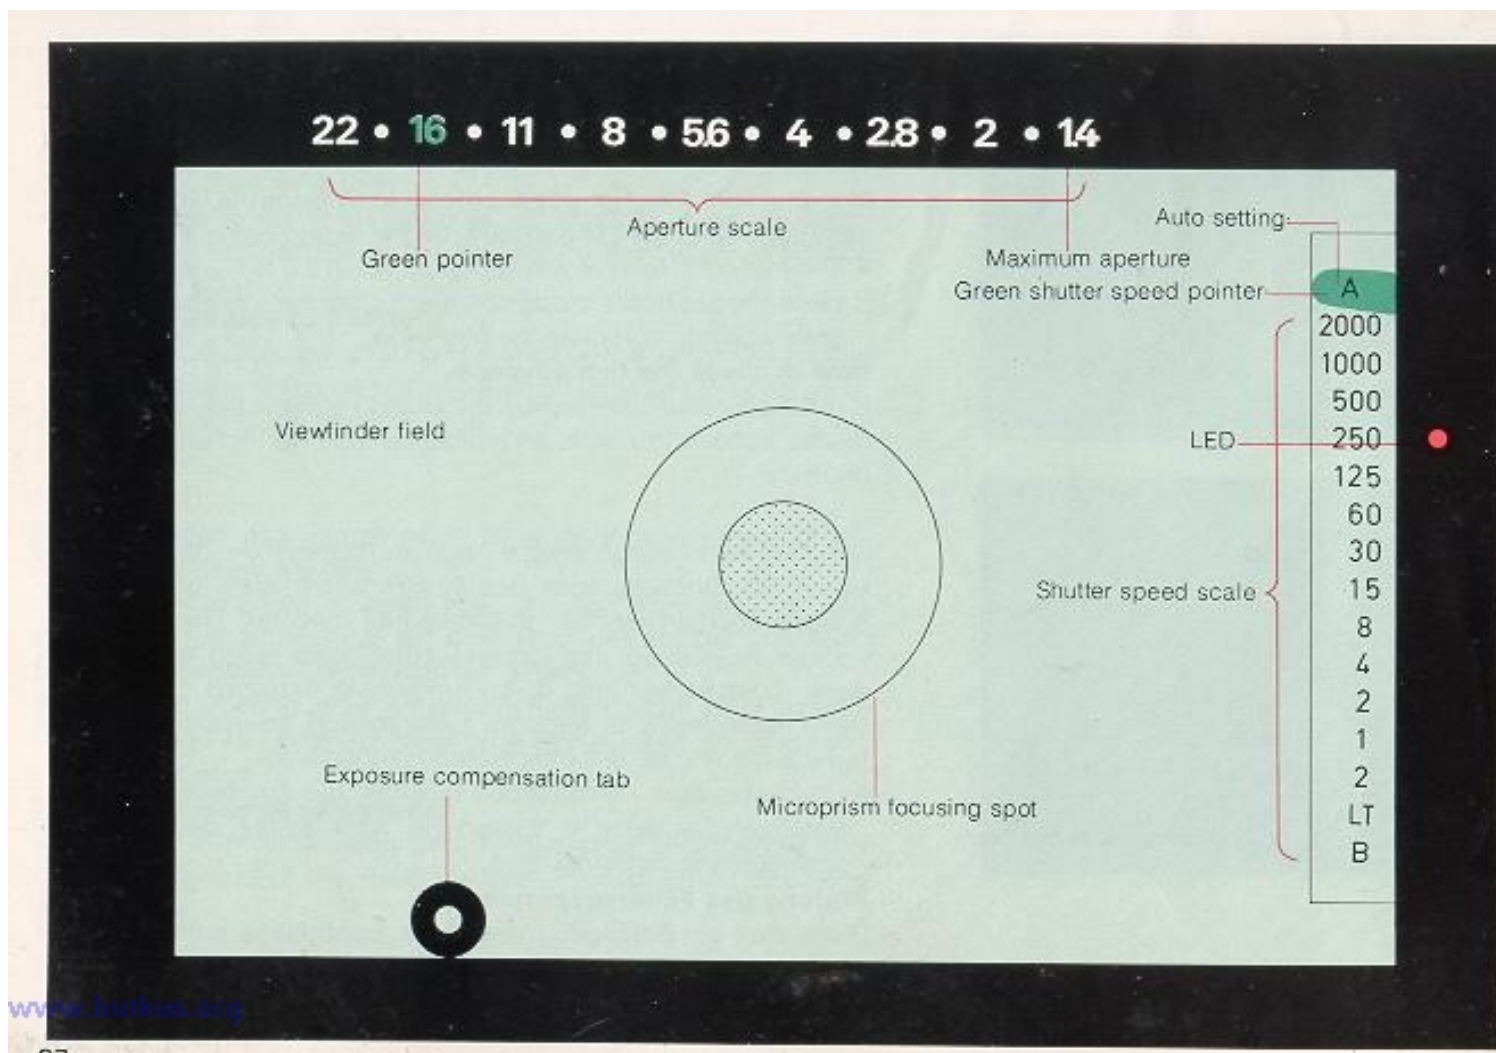 22 • 16 • 11 • 8 • 5.6 • 4 • 2.8 • 2 • 1.4
Aperture scale
Green pointer
Auto setting
Maximum aperture
Green shutter speed pointer
A
2000
1000
500
Viewfinder field
LED
250
125
60
30
Shutter speed scale
15
8
4
2
1
Exposure compensation tab
2
Microprism focusing spot
LT
B
www.butkus.org